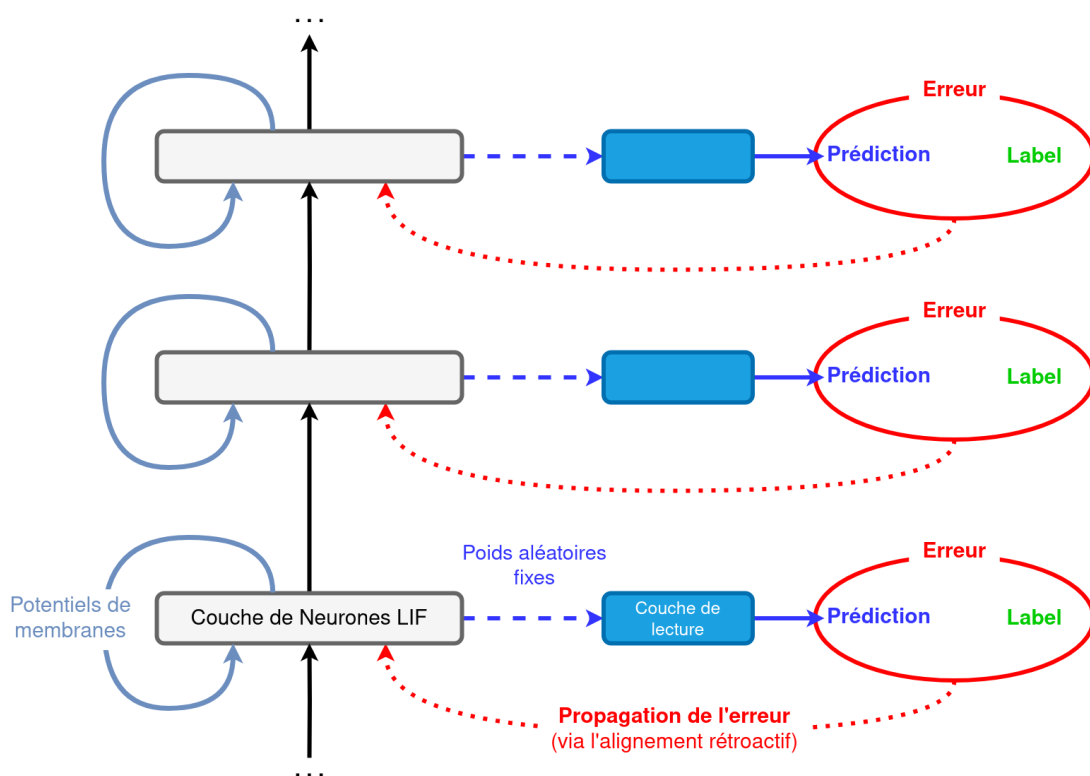 ...
Erreur
Prédiction
Label
Erreur
Prédiction
Label
Poids aléatoires
fixes
Erreur
Potentiels de
membranes
Couche de Neurones LIF
Couche de
lecture
Prédiction
Label
Propagation de l'erreur
(via l'alignement rétroactif)
...